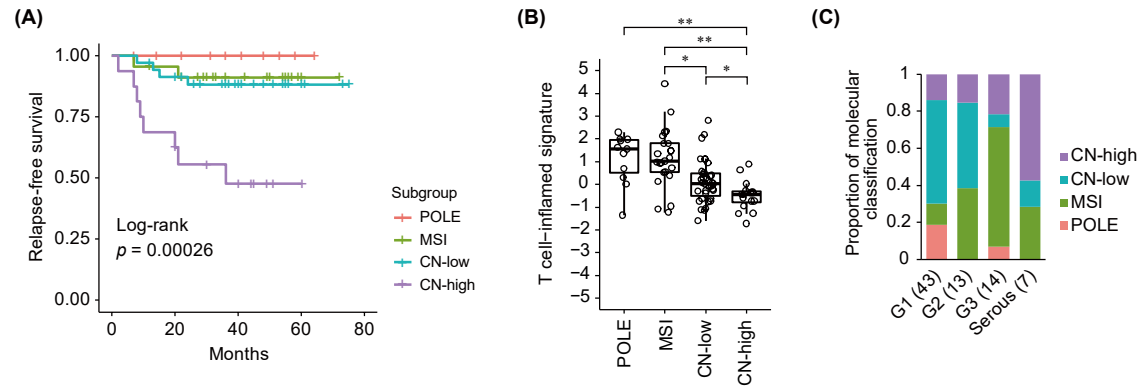 (A)
Relapse-free survival
1.00
0.75
0.50
0.25
0.00
Log-rank
p = 0.00026
0 20 40 60 80
Months
Subgroup
POLE
MSI
CN-low
CN-high
(B)
T cell-inflamed signature
**
**
* *
5
4
3
2
1
0
−1
−2
−3
−4
−5
POLE
MSI
CN-low
CN-high
(C)
Proportion of molecular
classification
1
0.8
0.6
0.4
0.2
0
G1 (43)
G2 (13)
G3 (14)
Serous (7)
CN-high
CN-low
MSI
POLE